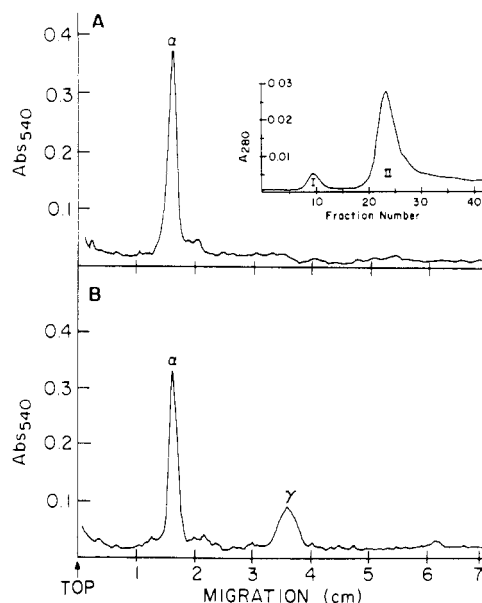 A
Abs540
0.4
0.3
0.2
0.1
α
A280
0.03
0.02
0.01
I
II
10 20 30 40
Fraction Number
B
Abs540
0.4
0.3
0.2
0.1
α
γ
TOP 1 2 3 4 5 6 7
MIGRATION (cm)